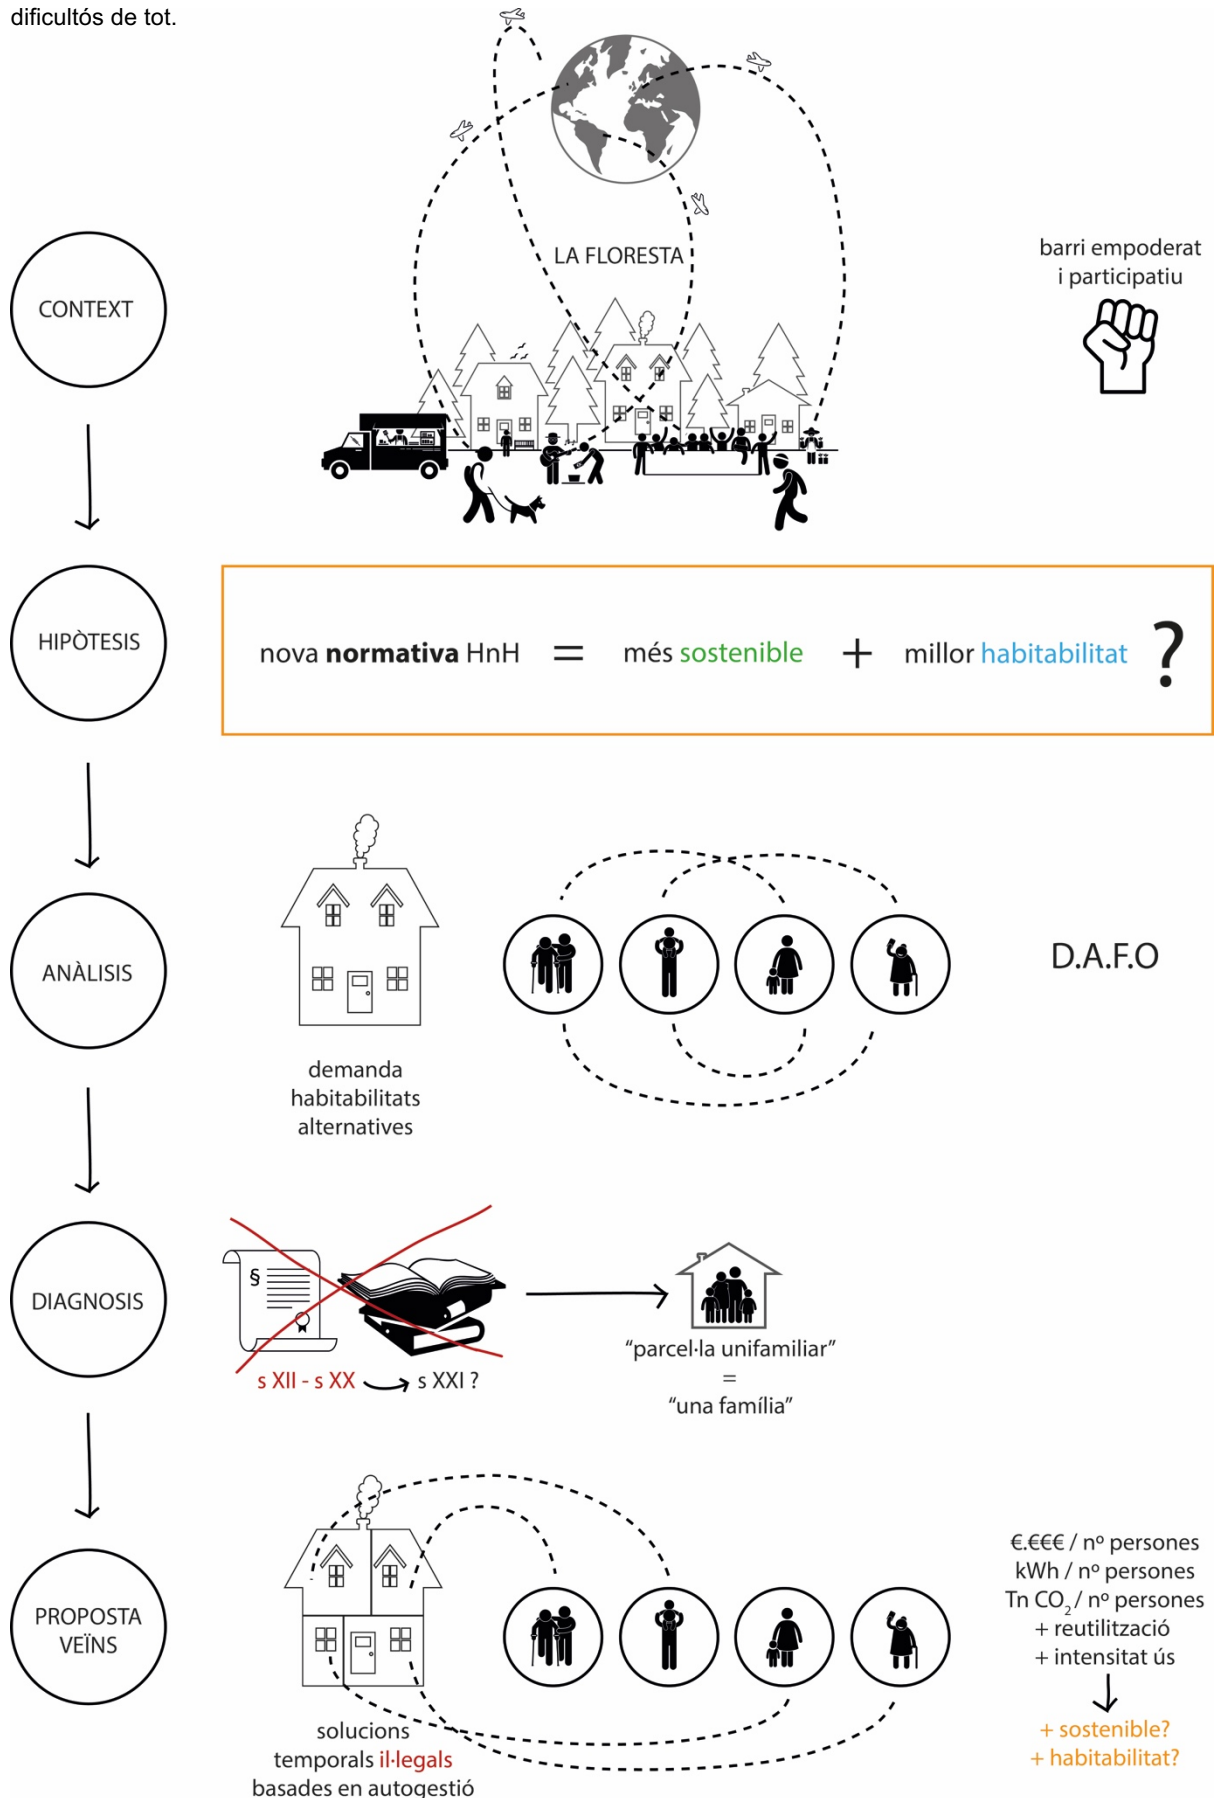 dificultós de tot.
LA FLORESTA
barri empoderat
i participatiu
CONTEXT
HIPÒTESIS
nova normativa HnH = més sostenible + millor habitabilitat ?
ANÀLISIS
D.A.F.O
demanda
habitabilitats
alternatives
DIAGNOSIS
§
s XII - s XX s XXI ?
“parcel·la unifamiliar”
=
“una família”
PROPOSTA
VEÏNS
solucions
temporals il·legals
basades en autogestió
€.€€€ / nº persones
kWh / nº persones
Tn CO₂ / nº persones
+ reutilització
+ intensitat ús
+ sostenible?
+ habitabilitat?